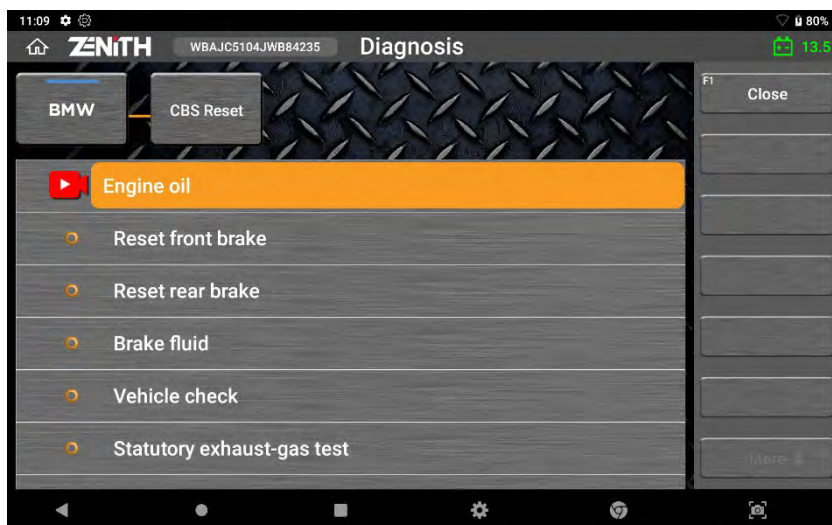 11:09
80%
ZENITH
WBAJC5104JWB84235
Diagnosis
13.5
BMW
CBS Reset
F1
Close
Engine oil
Reset front brake
Reset rear brake
Brake fluid
Vehicle check
Statutory exhaust-gas test
More